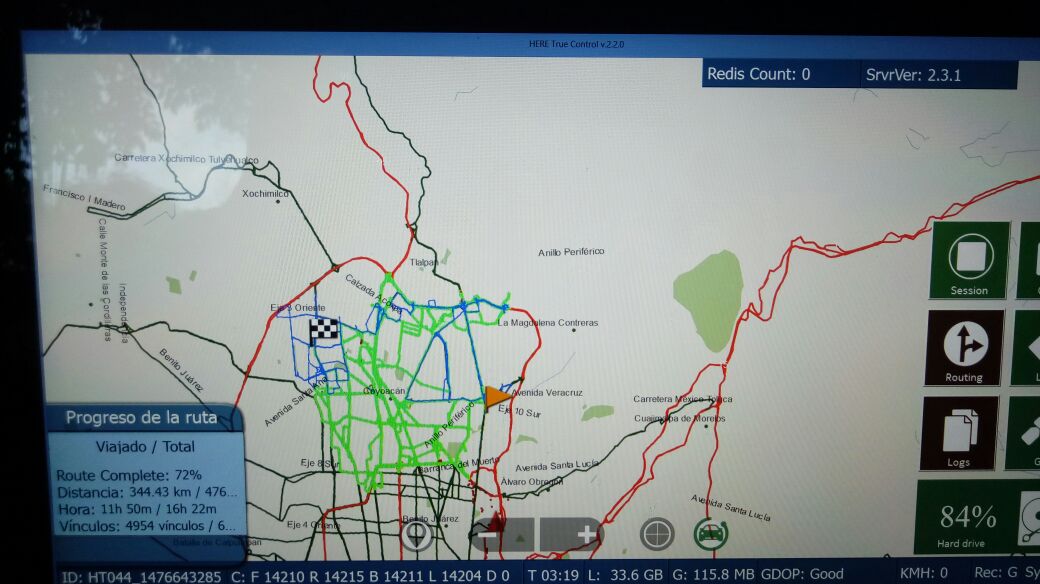 HERE True Control v.2.2.0
Redis Count: 0
SrvrVer: 2.3.1
Carretera Xochimilco Tulyehualco
Francisco I Madero
Xochimilco
Calle Monte de las Cordilleras
Independencia
Anillo Periférico
Tlalpan
Calzada Acoxpa
Eje 3 Oriente
La Magdalena Contreras
Benito Juárez
Avenida Santa Ana
Coyoacán
Avenida Veracruz
Eje 10 Sur
Anillo Periférico
Carretera México Toluca
Cuajimalpa de Morelos
Eje 8 Sur
Barranca del Muerto
Avenida Santa Lucía
Álvaro Obregón
Avenida Santa Lucía
Eje 4 Oriente
Benito Juárez
Session
Routing
Logs
84%
Hard drive
Progreso de la ruta
Viajado / Total
Route Complete: 72%
Distancia: 344.43 km / 476...
Hora: 11h 50m / 16h 22m
Vínculos: 4954 vínculos / 6...
ID: HT044_1476643285 C: F 14210 R 14215 B 14211 L 14204 D 0 T 03:19 L: 33.6 GB G: 115.8 MB GDOP: Good KMH: 0 Rec: G Sy